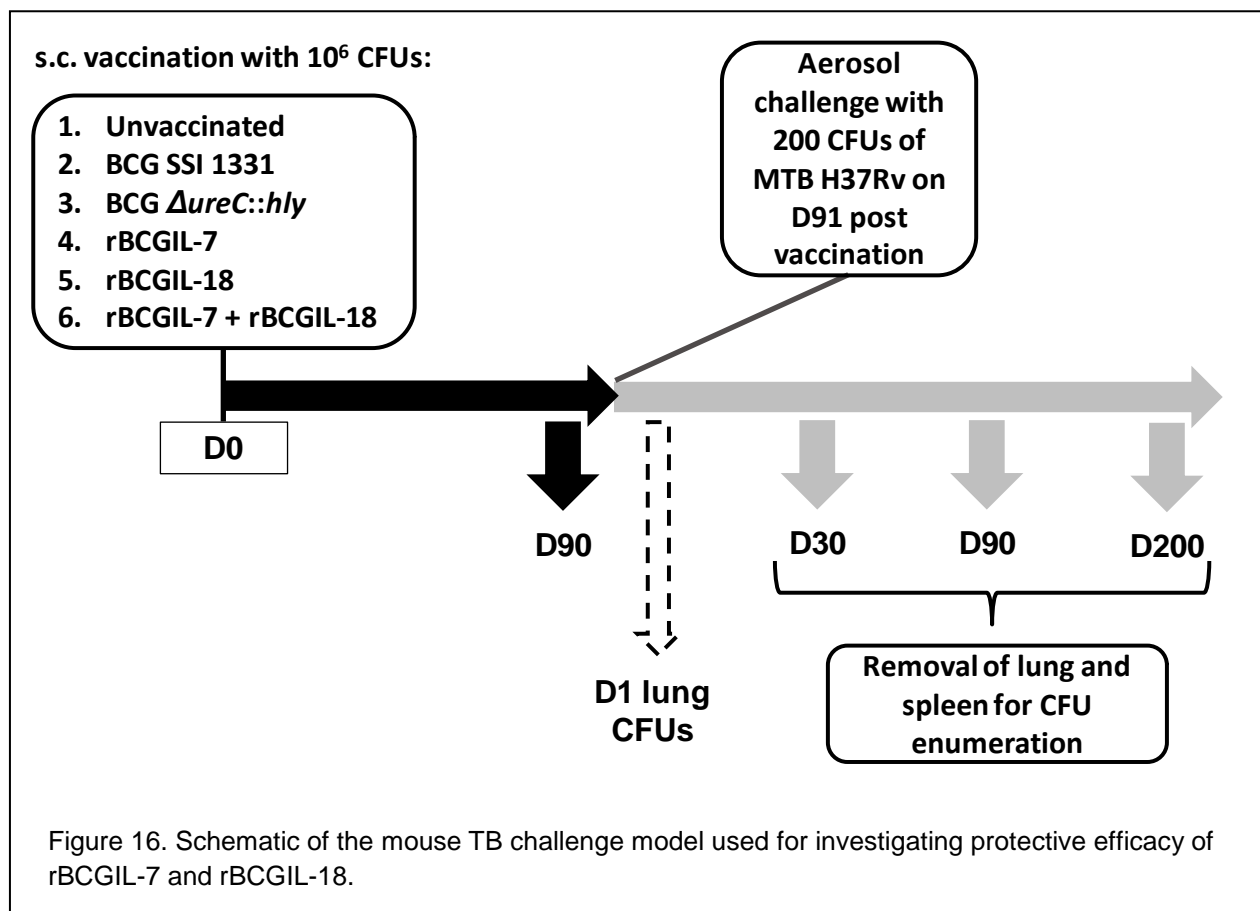 s.c. vaccination with 10⁶ CFUs:
1. Unvaccinated
2. BCG SSI 1331
3. BCG ΔureC::hly
4. rBCGIL-7
5. rBCGIL-18
6. rBCGIL-7 + rBCGIL-18
Aerosol
challenge with
200 CFUs of
MTB H37Rv on
D91 post
vaccination
D0
D90
D1 lung
CFUs
D30
D90
D200
Removal of lung and
spleen for CFU
enumeration
Figure 16. Schematic of the mouse TB challenge model used for investigating protective efficacy of
rBCGIL-7 and rBCGIL-18.